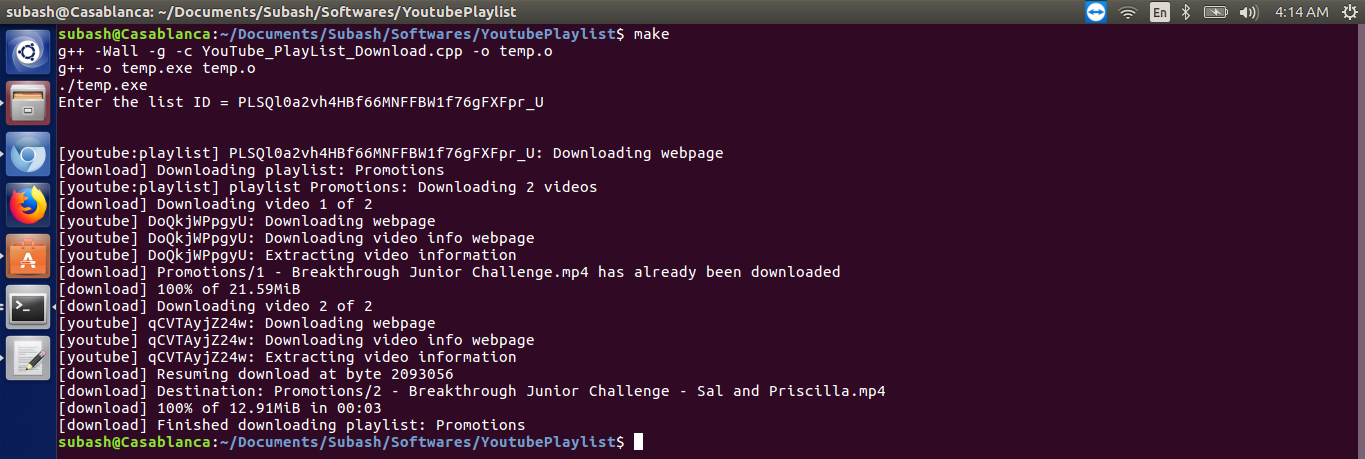 subash@Casablanca: ~/Documents/Subash/Softwares/YoutubePlaylist
En
4:14 AM
subash@Casablanca:~/Documents/Subash/Softwares/YoutubePlaylist$ make
g++ -Wall -g -c YouTube_PlayList_Download.cpp -o temp.o
g++ -o temp.exe temp.o
./temp.exe
Enter the list ID = PLSQl0a2vh4HBf66MNFFBW1f76gFXFpr_U
[youtube:playlist] PLSQl0a2vh4HBf66MNFFBW1f76gFXFpr_U: Downloading webpage
[download] Downloading playlist: Promotions
[youtube:playlist] playlist Promotions: Downloading 2 videos
[download] Downloading video 1 of 2
[youtube] DoQkjWPpgyU: Downloading webpage
[youtube] DoQkjWPpgyU: Downloading video info webpage
[youtube] DoQkjWPpgyU: Extracting video information
[download] Promotions/1 - Breakthrough Junior Challenge.mp4 has already been downloaded
[download] 100% of 21.59MiB
[download] Downloading video 2 of 2
[youtube] qCVTAyjZ24w: Downloading webpage
[youtube] qCVTAyjZ24w: Downloading video info webpage
[youtube] qCVTAyjZ24w: Extracting video information
[download] Resuming download at byte 2093056
[download] Destination: Promotions/2 - Breakthrough Junior Challenge - Sal and Priscilla.mp4
[download] 100% of 12.91MiB in 00:03
[download] Finished downloading playlist: Promotions
subash@Casablanca:~/Documents/Subash/Softwares/YoutubePlaylist$